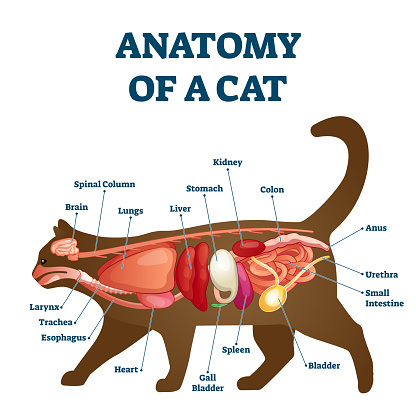 ANATOMY
OF A CAT
Kidney
Spinal Column
Stomach
Colon
Brain
Lungs
Liver
Anus
Urethra
Small
Intestine
Larynx
Trachea
Esophagus
Spleen
Bladder
Heart
Gall
Bladder